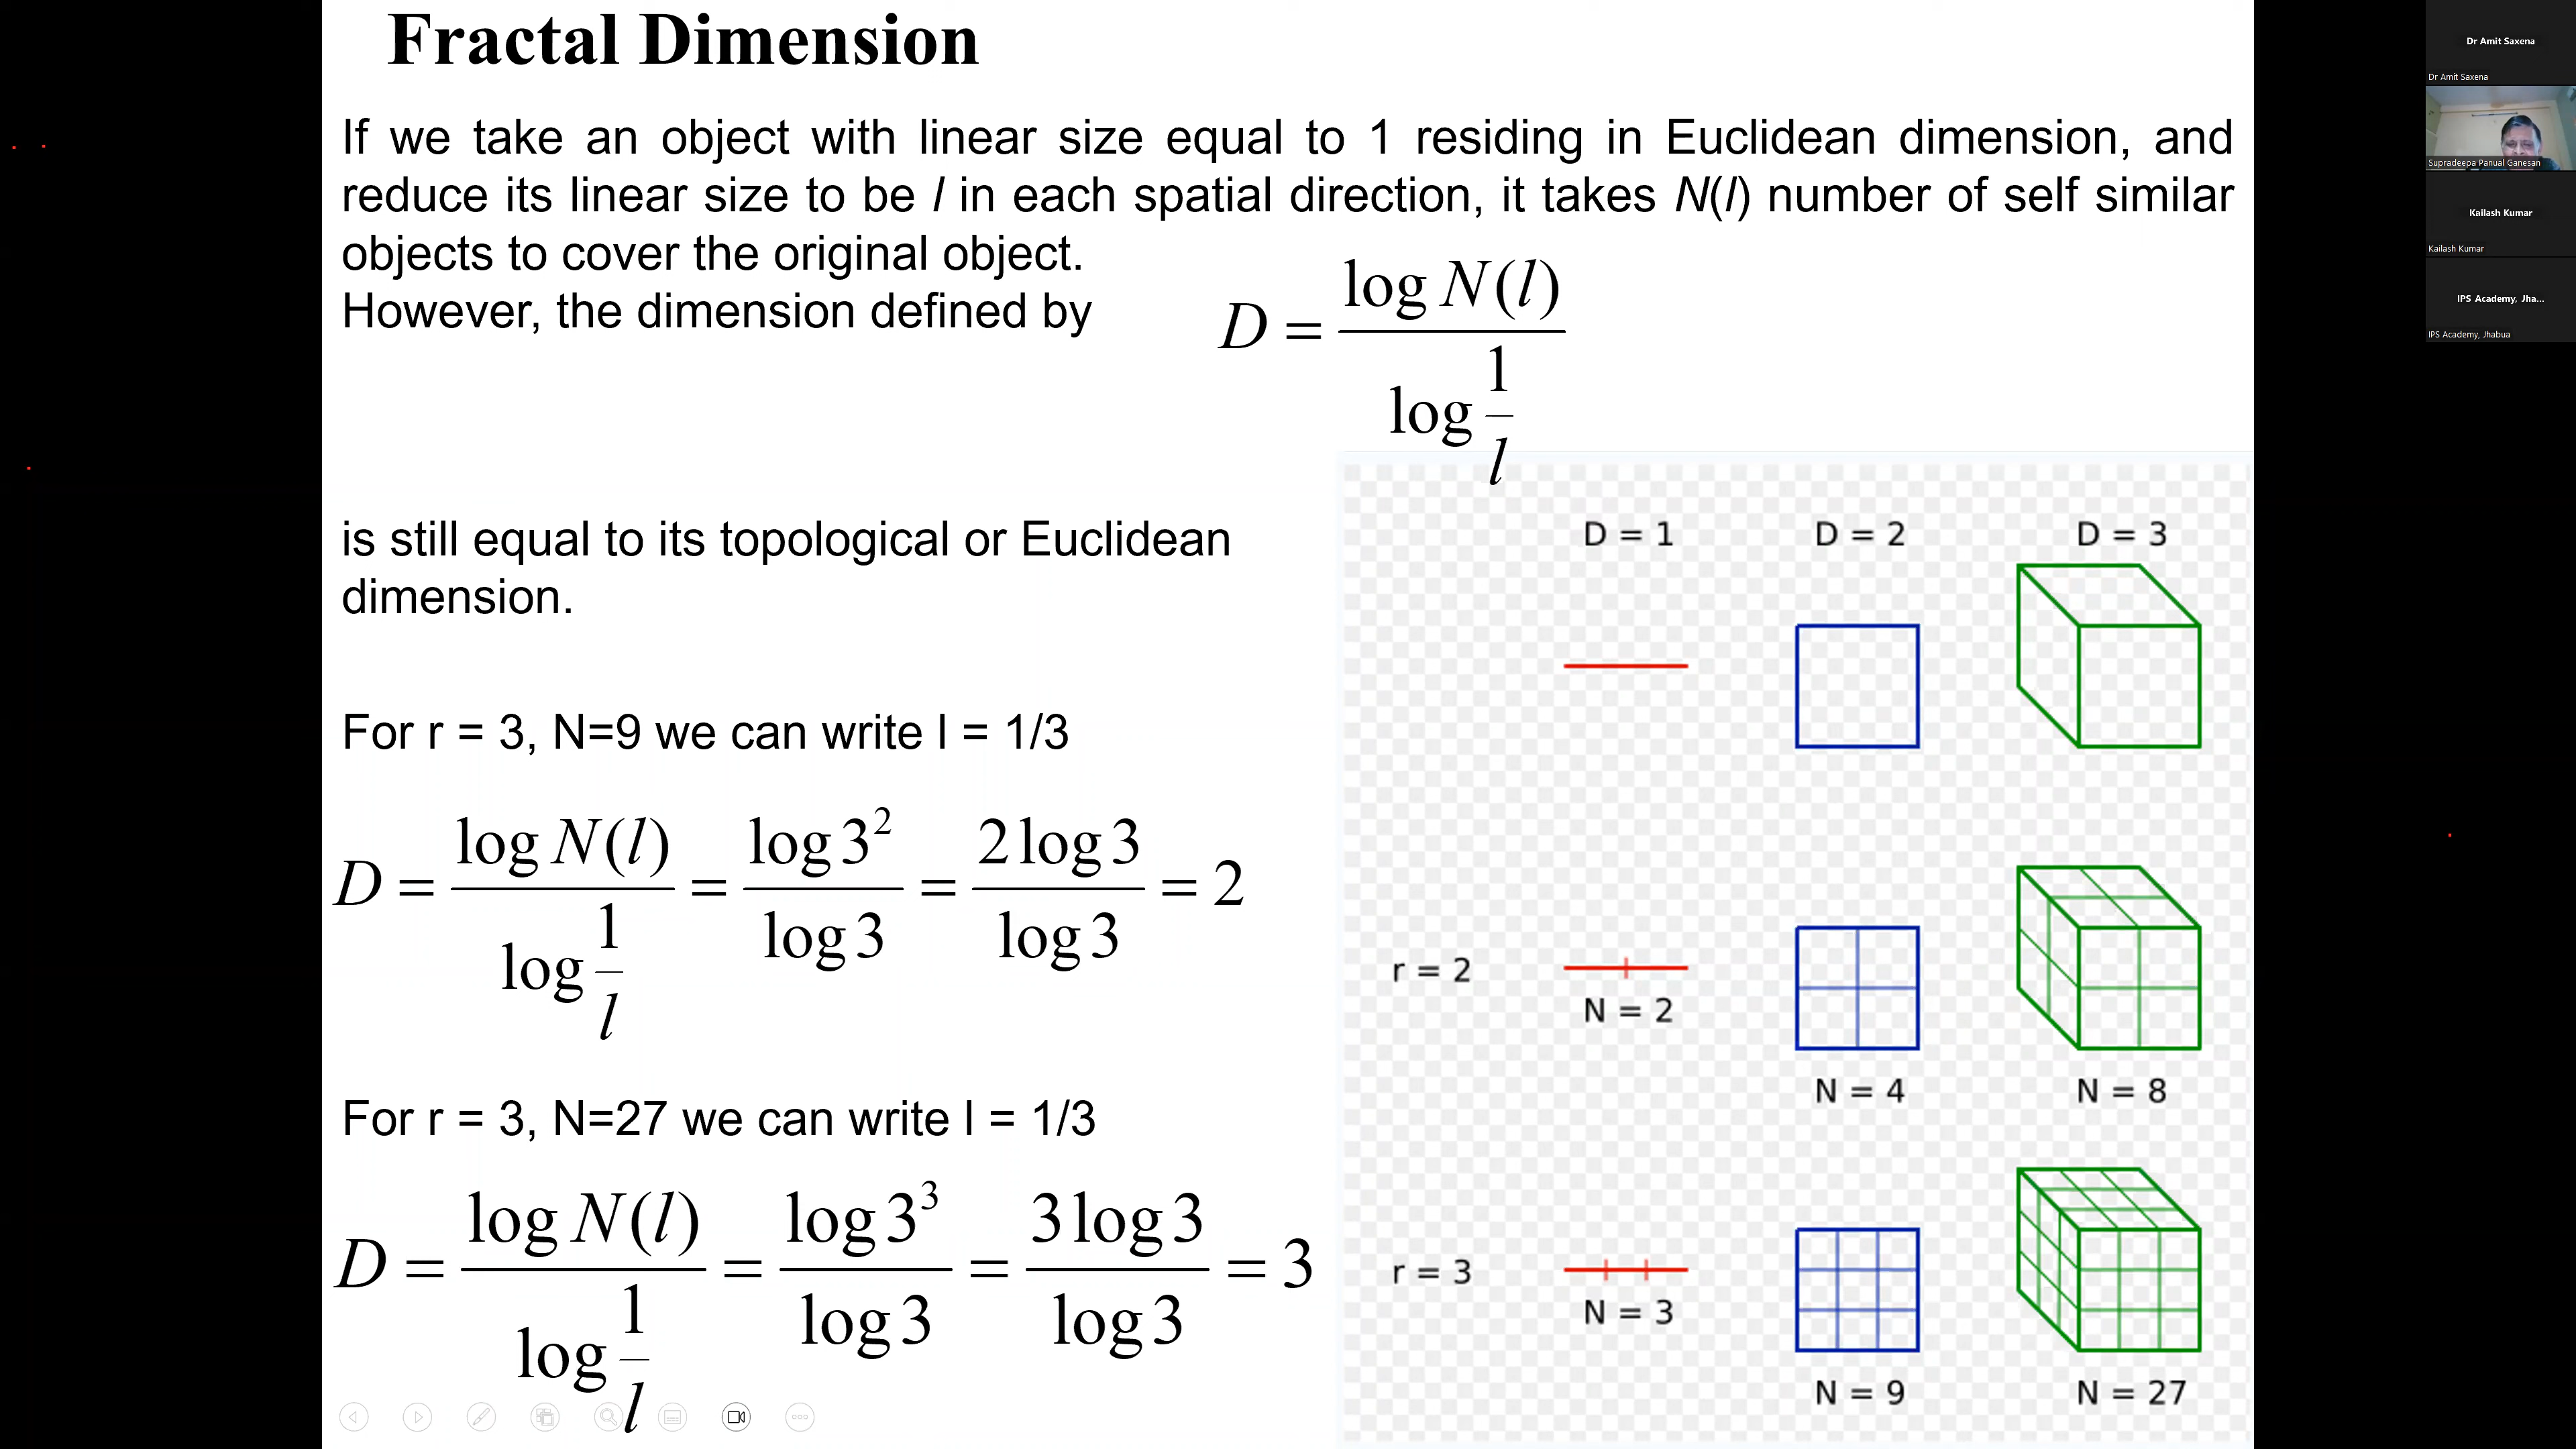 Fractal Dimension
If we take an object with linear size equal to 1 residing in Euclidean dimension, and
reduce its linear size to be l in each spatial direction, it takes N(l) number of self similar
objects to cover the original object.
However, the dimension defined by
D = log N(l) / log 1/l
is still equal to its topological or Euclidean
dimension.
For r = 3, N=9 we can write l = 1/3
D = log N(l) / log 1/l = log 3² / log 3 = 2 log 3 / log 3 = 2
For r = 3, N=27 we can write l = 1/3
D = log N(l) / log 1/l = log 3³ / log 3 = 3 log 3 / log 3 = 3
D = 1 D = 2 D = 3
r = 2
N = 2
N = 4 N = 8
r = 3
N = 3
N = 9 N = 27
Dr Amit Saxena
Dr Amit Saxena
Supradeepa Panual Ganesan
Kailash Kumar
Kailash Kumar
IPS Academy, Jha...
IPS Academy, Jhabua